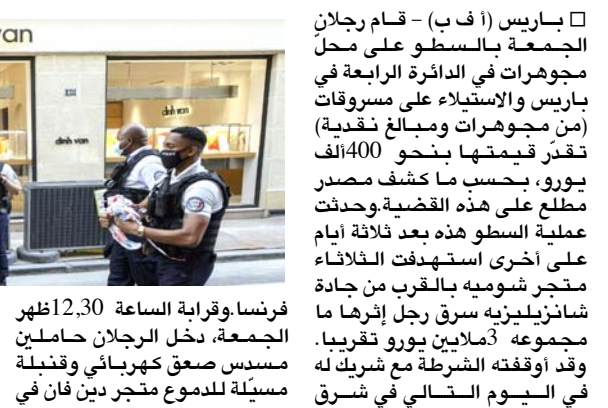 □ باريس (أ ف ب) – قام رجلان
الجمعة بالسطو على محلّ
مجوهرات في الدائرة الرابعة في
باريس والاستيلاء على مسروقات
(من مجوهرات ومبالغ نقدية)
تقدّر قيمتها بنحو 400ألف
يورو، بحسب ما كشف مصدر
مطلع على هذه القضية.وحدثت
عملية السطو هذه بعد ثلاثة أيام
على أخرى استهدفت الثلاثاء
متجر شوميه بالقرب من جادة
شانزيليزيه سرق رجل إثرها ما
مجموعه 3ملايين يورو تقريبا.
وقد أوقفته الشرطة مع شريك له
في اليوم التالي في شرق
فرنسا.وقرابة الساعة 12,30ظهر
الجمعة، دخل الرجلان حاملين
مسدس صعق كهربائي وقنبلة
مسيّلة للدموع متجر دين فان في
van
dinh van
dinh van